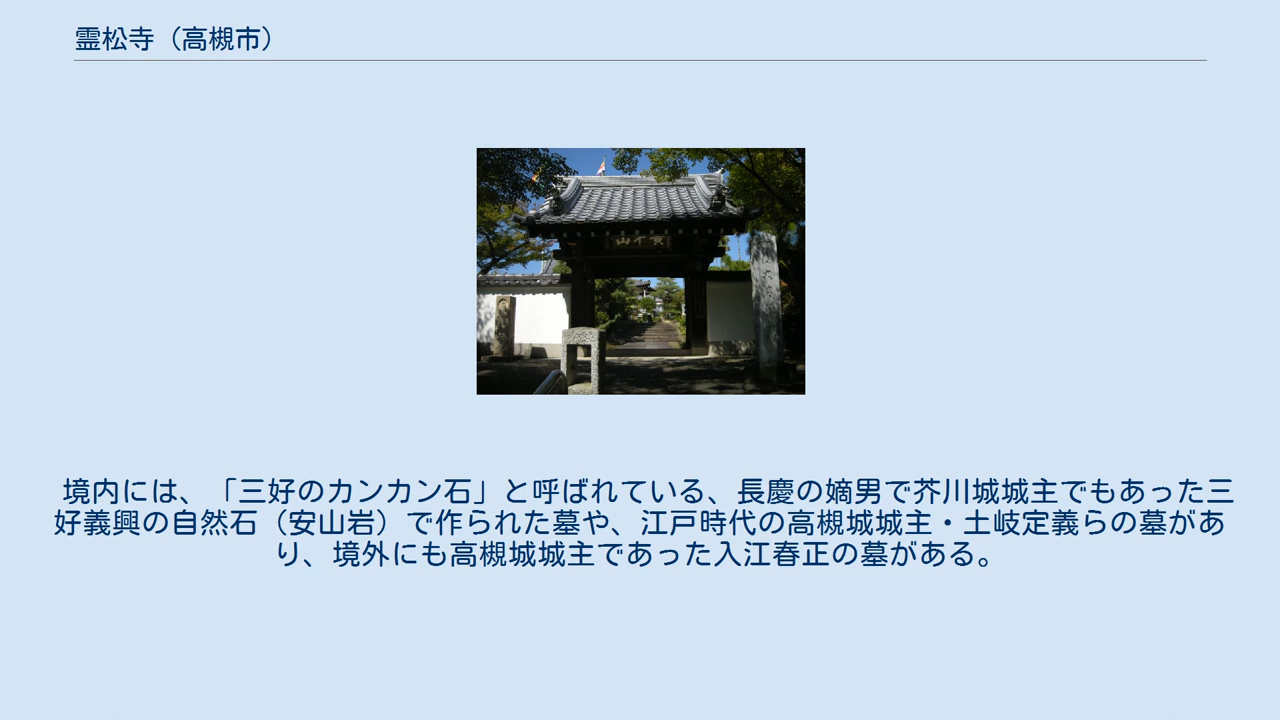 霊松寺（高槻市）
黄牛山
境内には、「三好のカンカン石」と呼ばれている、長慶の嫡男で芥川城城主でもあった三
好義興の自然石（安山岩）で作られた墓や、江戸時代の高槻城城主・土岐定義らの墓があ
り、境外にも高槻城城主であった入江春正の墓がある。